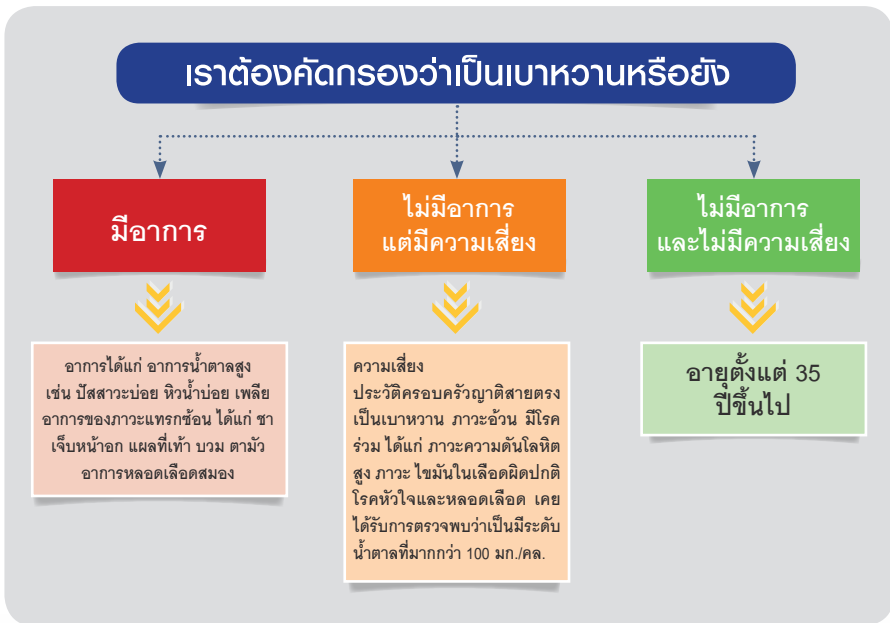 เราต้องคัดกรองว่าเป็นเบาหวานหรือยัง
มีอาการ
อาการได้แก่ อาการน้ำตาลสูง
เช่น ปัสสาวะบ่อย หิวน้ำบ่อย เพลีย
อาการของภาวะแทรกซ้อน ได้แก่ ชา
เจ็บหน้าอก แผลที่เท้า บวม ตามัว
อาการหลอดเลือดสมอง
ไม่มีอาการ
แต่มีความเสี่ยง
ความเสี่ยง
ประวัติครอบครัวญาติสายตรง
เป็นเบาหวาน ภาวะอ้วน มีโรค
ร่วม ได้แก่ ภาวะความดันโลหิต
สูง ภาวะ ไขมันในเลือดผิดปกติ
โรคหัวใจและหลอดเลือด เคย
ได้รับการตรวจพบว่าเป็นมีระดับ
น้ำตาลที่มากกว่า 100 มก./คล.
ไม่มีอาการ
และไม่มีความเสี่ยง
อายุตั้งแต่ 35
ปีขึ้นไป